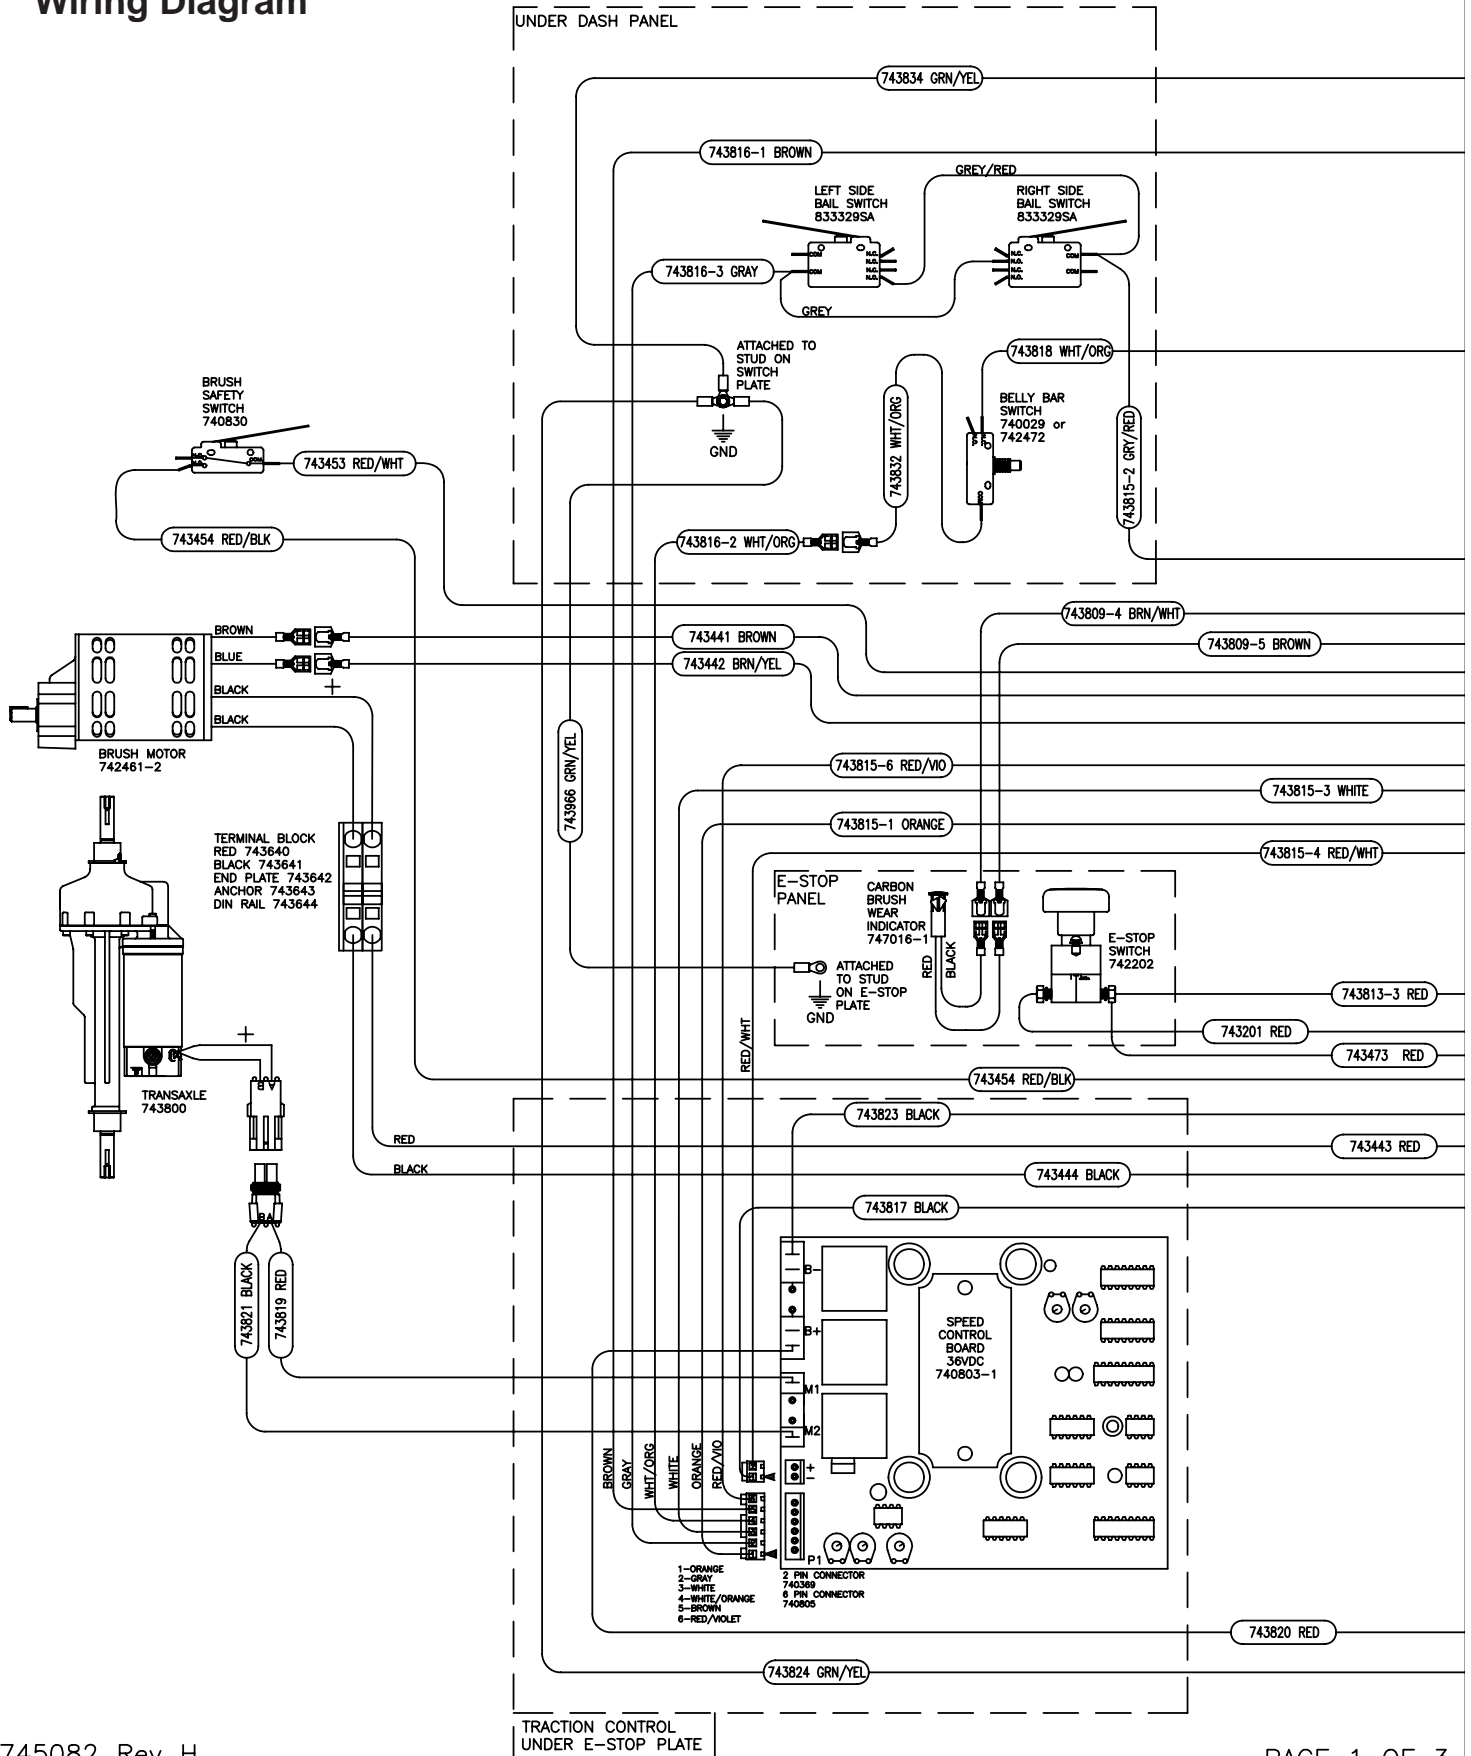 Wiring Diagram
UNDER DASH PANEL
743834 GRN/YEL
743816-1 BROWN
GREY/RED
LEFT SIDE
BAIL SWITCH
833329SA
RIGHT SIDE
BAIL SWITCH
833329SA
COM
COM
N.C.
N.O.
N.C.
N.O.
N.C.
N.O.
N.C.
N.O.
COM
COM
743816-3 GRAY
GREY
ATTACHED TO
STUD ON
SWITCH
PLATE
GND
743818 WHT/ORG
BELLY BAR
SWITCH
740029 or
742472
COM
743832 WHT/ORG
743815-2 GRY/RED
BRUSH
SAFETY
SWITCH
740830
COM
743453 RED/WHT
743454 RED/BLK
743816-2 WHT/ORG
743809-4 BRN/WHT
743809-5 BROWN
BROWN
743441 BROWN
BLUE
743442 BRN/YEL
+
BLACK
BLACK
BRUSH MOTOR
742461-2
743966 GRN/YEL
743815-6 RED/VIO
743815-3 WHITE
743815-1 ORANGE
743815-4 RED/WHT
TERMINAL BLOCK
RED 743640
BLACK 743641
END PLATE 743642
ANCHOR 743643
DIN RAIL 743644
E-STOP
PANEL
CARBON
BRUSH
WEAR
INDICATOR
747016-1
RED
BLACK
E-STOP
SWITCH
742202
ATTACHED
TO STUD
ON E-STOP
PLATE
GND
743813-3 RED
743201 RED
743473 RED
RED/WHT
743454 RED/BLK
+
TRANSAXLE
743800
B A
743823 BLACK
RED
743443 RED
BLACK
743444 BLACK
743817 BLACK
B A
743821 BLACK
743819 RED
B-
B+
M1
M2
SPEED
CONTROL
BOARD
36VDC
740803-1
BROWN
GRAY
WHT/ORG
WHITE
ORANGE
RED/VIO
+
-
P1
1-ORANGE
2-GRAY
3-WHITE
4-WHITE/ORANGE
5-BROWN
6-RED/VIOLET
2 PIN CONNECTOR
740369
6 PIN CONNECTOR
740805
743820 RED
743824 GRN/YEL
TRACTION CONTROL
UNDER E-STOP PLATE
745082 Rev H
PAGE 1 OF 3